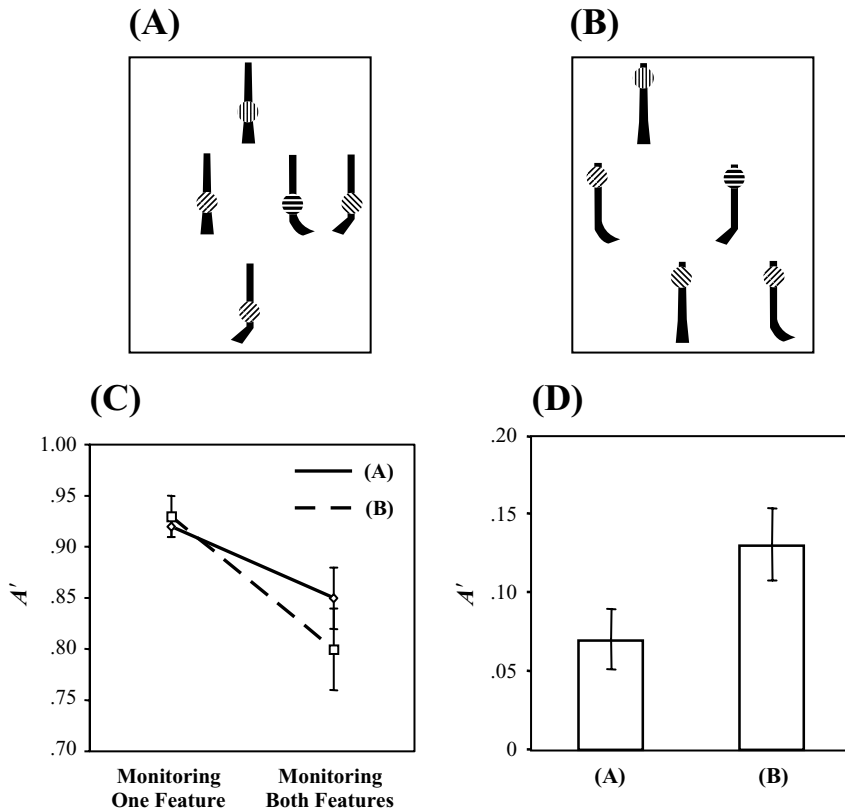 (A)
(B)
(C)
1.00
.95
.90
.85
.80
.75
.70
A′
(A)
(B)
Monitoring
One Feature
Monitoring
Both Features
(D)
.20
.15
.10
.05
0
A′
(A)
(B)